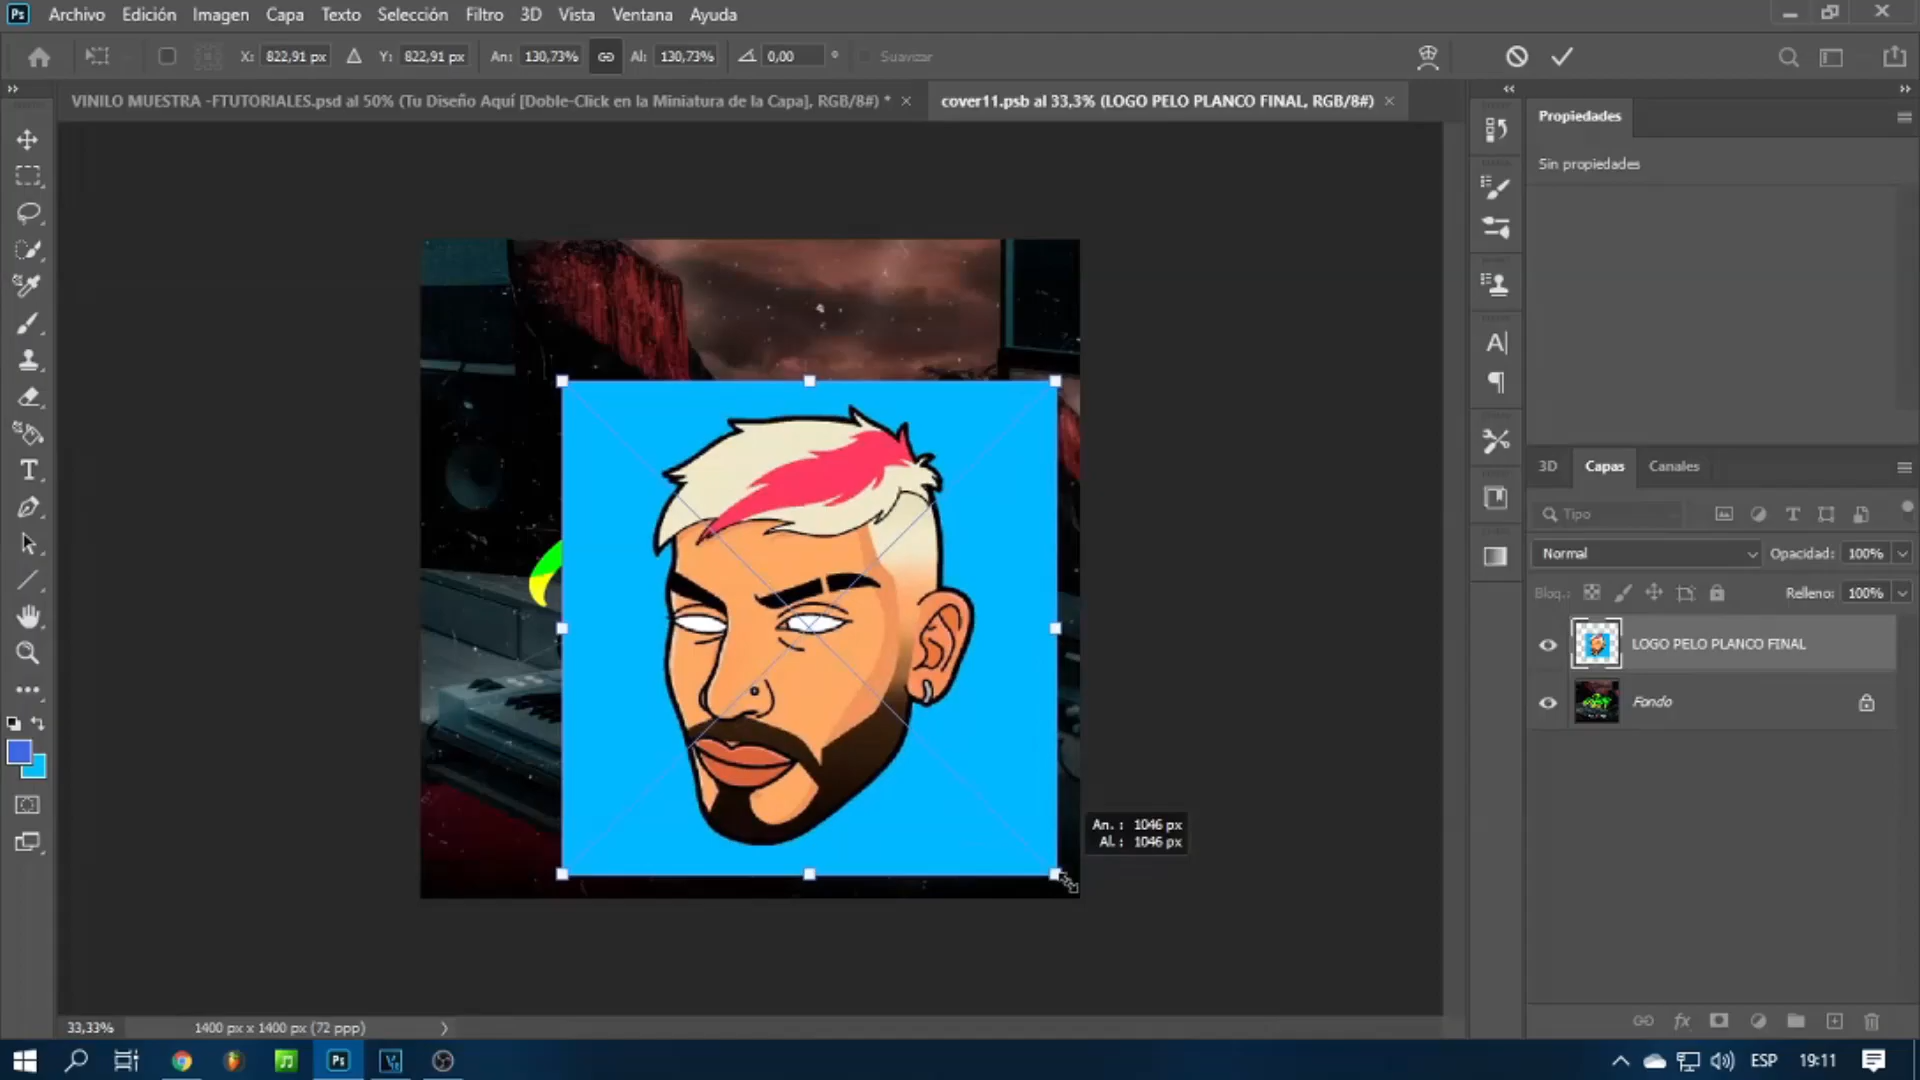 Ps Archivo Edición Imagen Capa Texto Selección Filtro 3D Vista Ventana Ayuda
X: 822,91 px Y: 822,91 px An: 130,73% Al: 130,73% 0,00 ° Suavizar
VINILO MUESTRA -FTUTORIALES.psd al 50% (Tu Diseño Aquí [Doble-Click en la Miniatura de la Capa], RGB/8#) * ×
cover11.psb al 33,3% (LOGO PELO PLANCO FINAL, RGB/8#) ×
Propiedades
Sin propiedades
3D Capas Canales
Tipo
Normal Opacidad: 100%
Bloq.: Relleno: 100%
LOGO PELO PLANCO FINAL
Fondo
An. : 1046 px
Al. : 1046 px
33,33% 1400 px x 1400 px (72 ppp)
Ps ESP 19:11